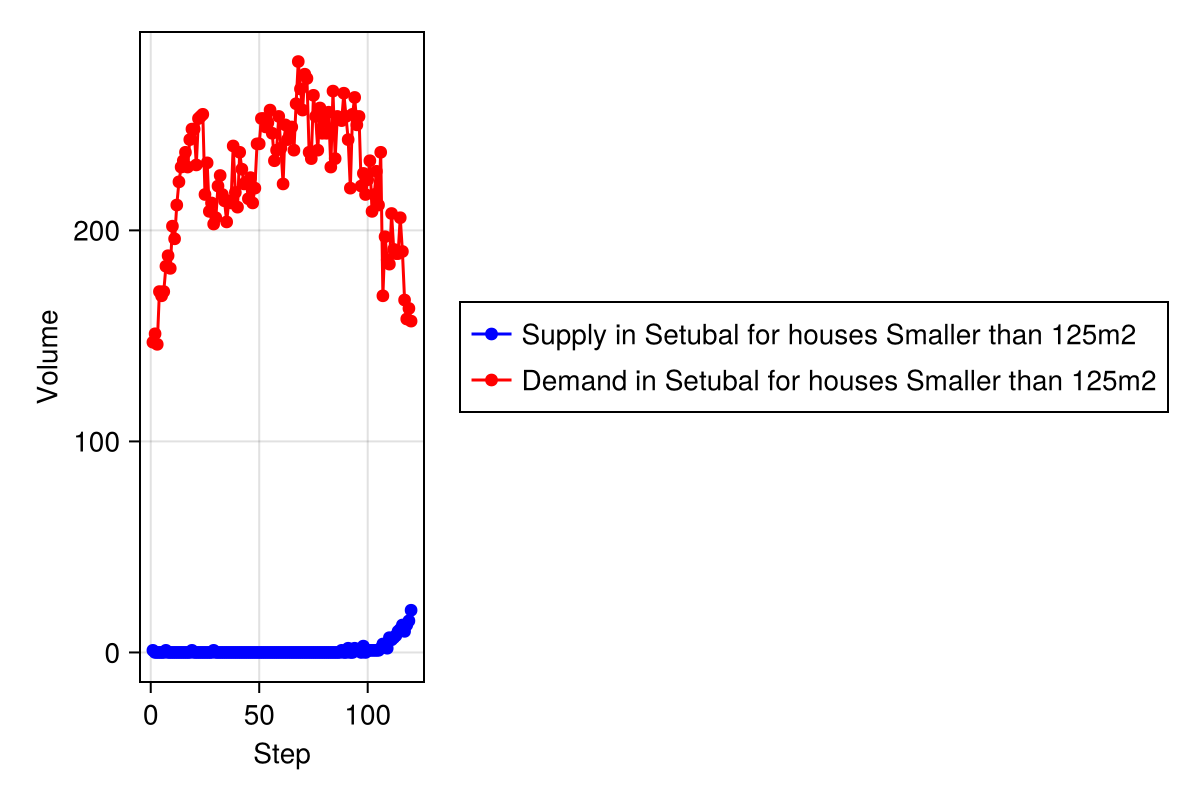 Volume
200
100
0
0 50 100
Step
Supply in Setubal for houses Smaller than 125m2
Demand in Setubal for houses Smaller than 125m2